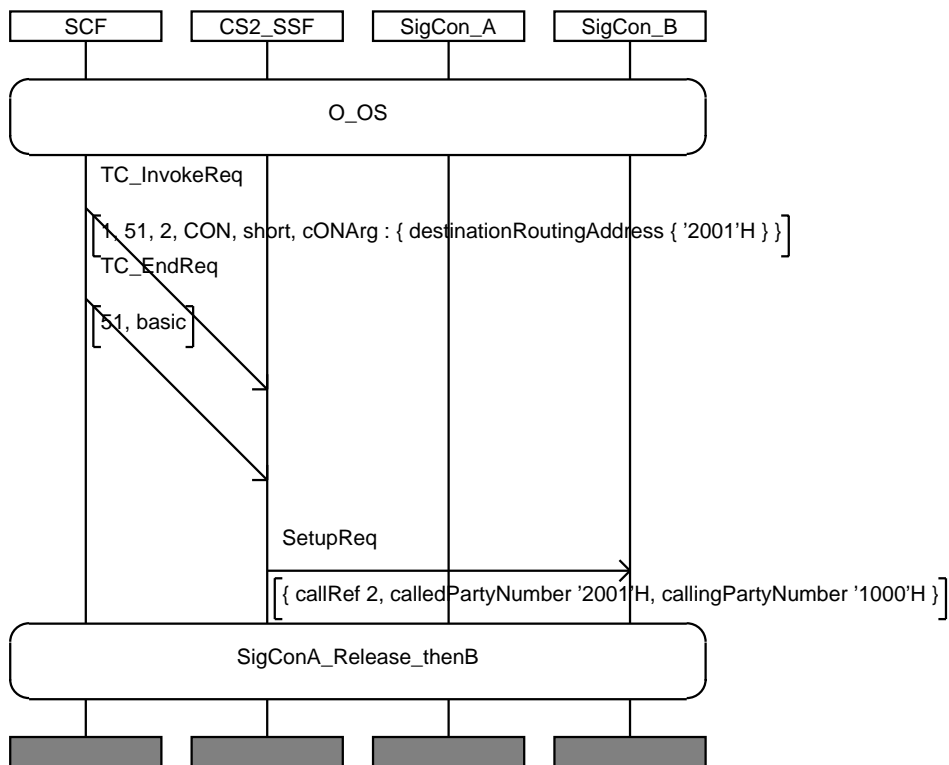 SCF CS2_SSF SigCon_A SigCon_B
O_OS
TC_InvokeReq
1, 51, 2, CON, short, cONArg : { destinationRoutingAddress { '2001'H } }
TC_EndReq
51, basic
SetupReq
{ callRef 2, calledPartyNumber '2001'H, callingPartyNumber '1000'H }
SigConA_Release_thenB